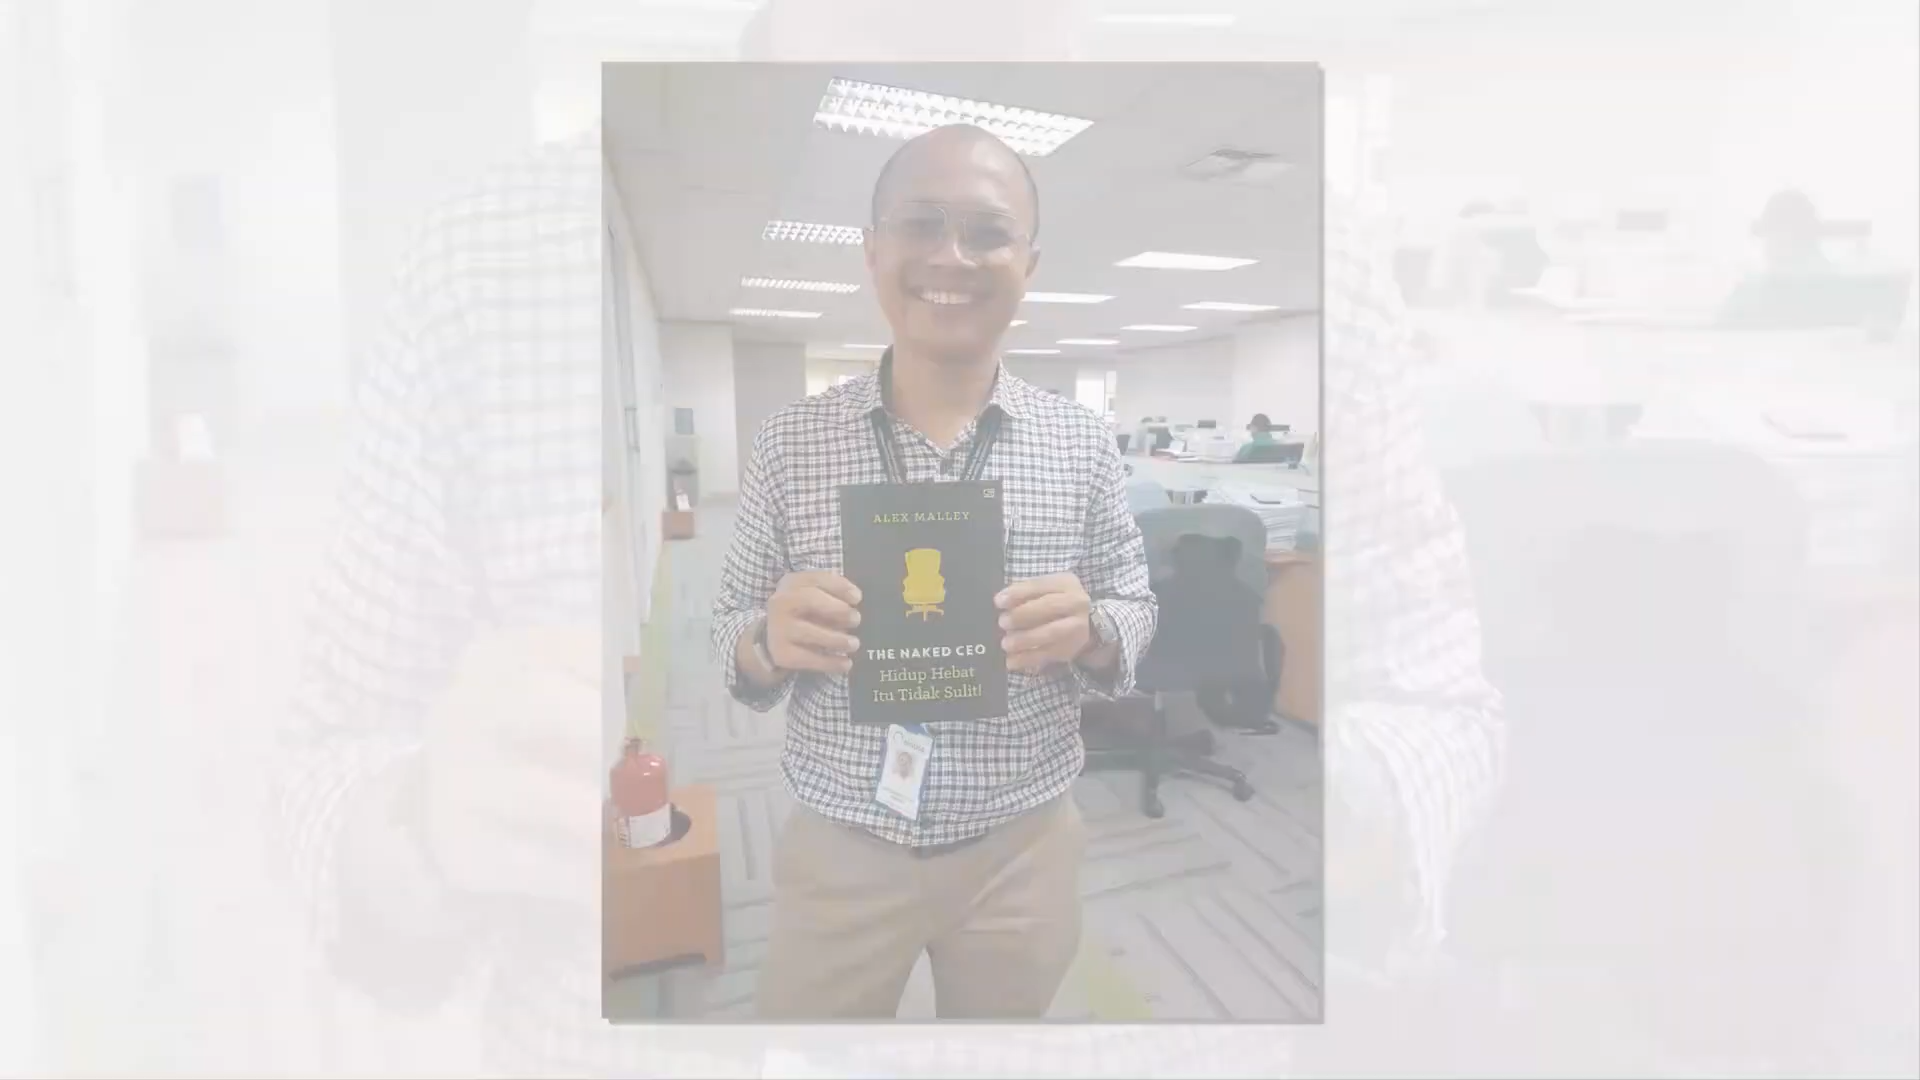 ALEX MALLEY
THE NAKED CEO
Hidup Hebat
Itu Tidak Sulit!